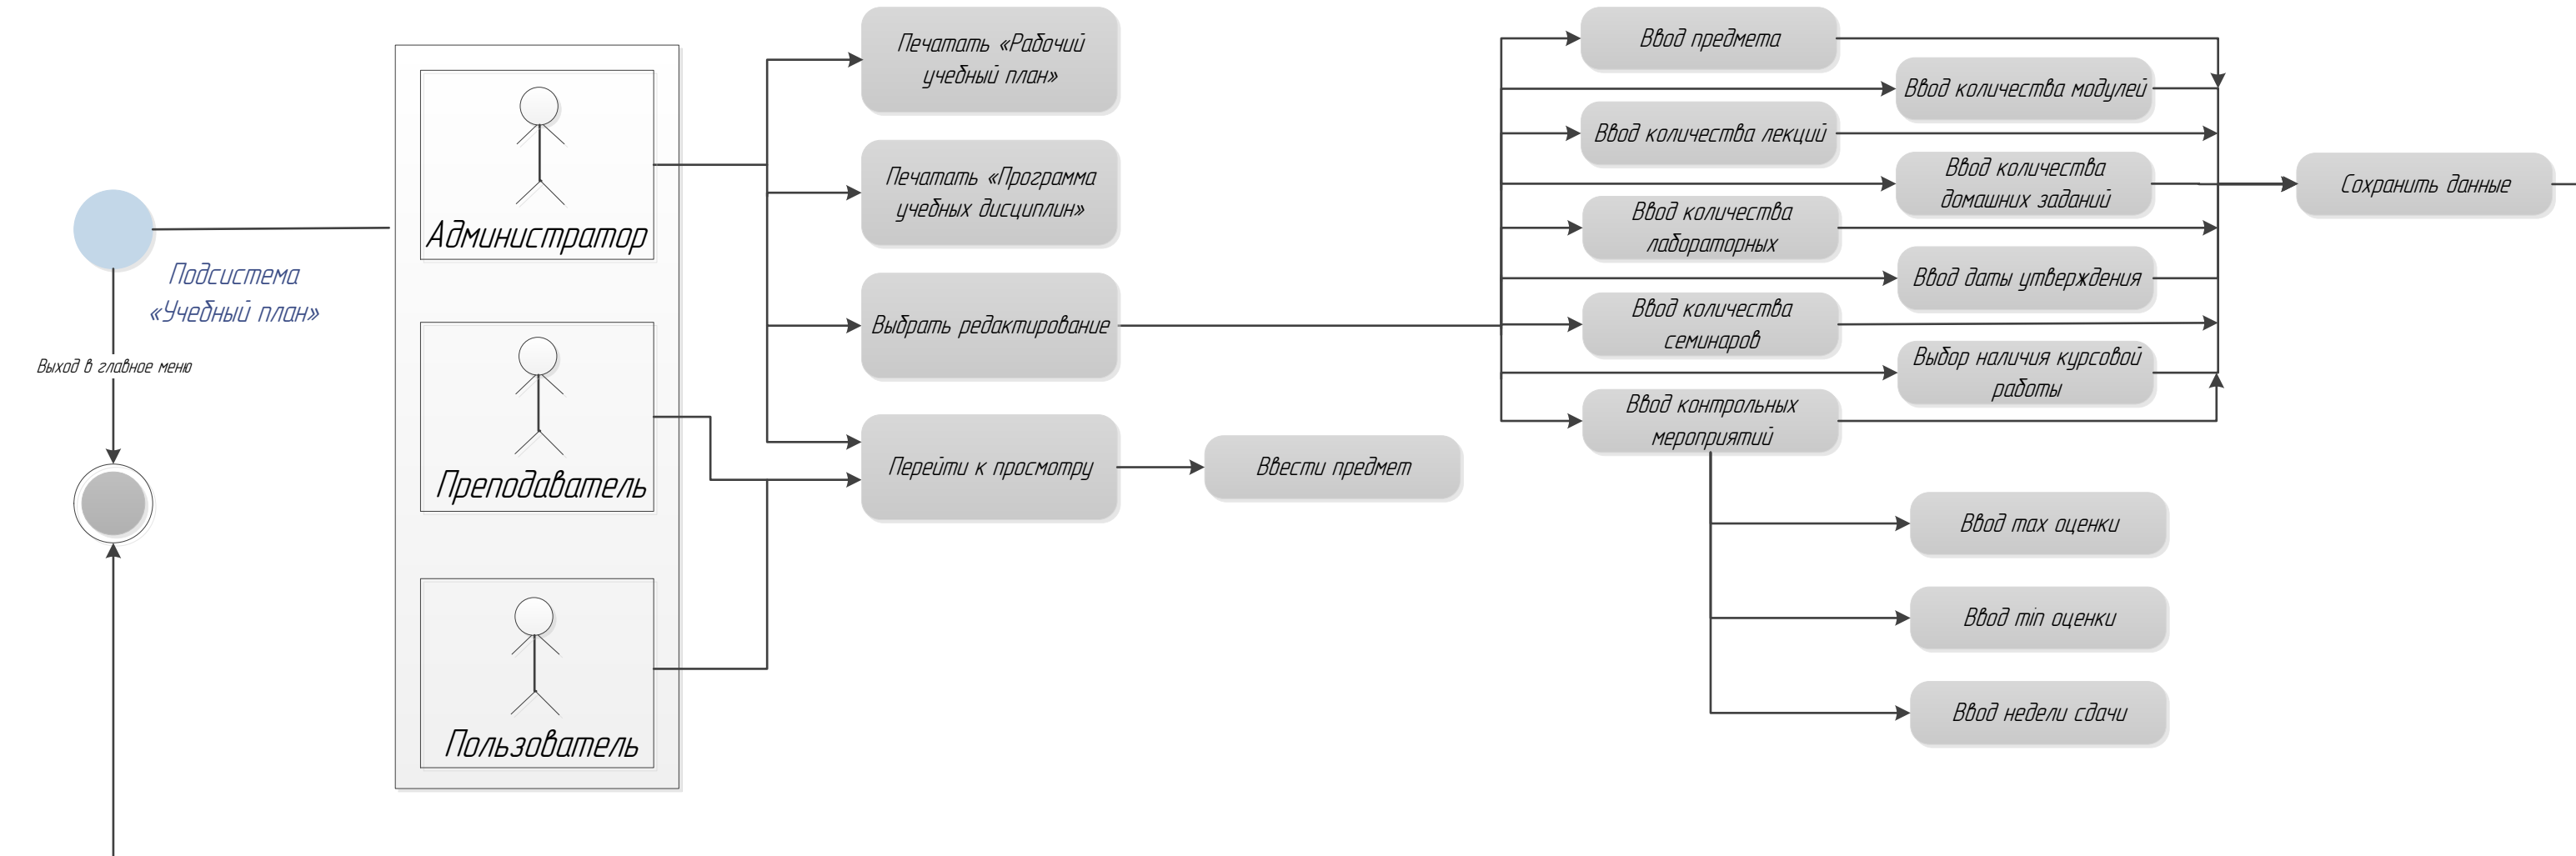 Подсистема
«Учебный план»
Выход в главное меню
Администратор
Преподаватель
Пользователь
Печатать «Рабочий
учебный план»
Печатать «Программа
учебных дисциплин»
Выбрать редактирование
Перейти к просмотру
Ввести предмет
Ввод предмета
Ввод количества модулей
Ввод количества лекций
Ввод количества
домашних заданий
Ввод количества
лабораторных
Ввод даты утверждения
Ввод количества
семинаров
Выбор наличия курсовой
работы
Ввод контрольных
мероприятий
Ввод max оценки
Ввод min оценки
Ввод недели сдачи
Сохранить данные